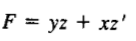 F = yz + xz′